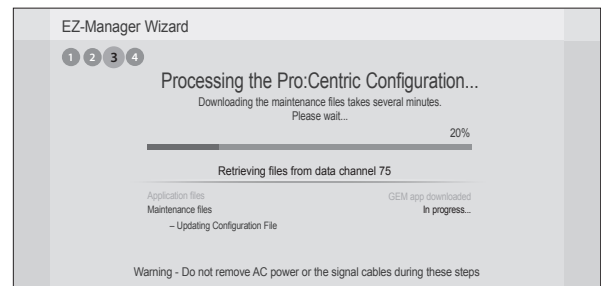 EZ-Manager Wizard
1 2 3 4
Processing the Pro:Centric Configuration...
Downloading the maintenance files takes several minutes.
Please wait...
20%
Retrieving files from data channel 75
Application files GEM app downloaded
Maintenance files In progress...
– Updating Configuration File
Warning - Do not remove AC power or the signal cables during these steps